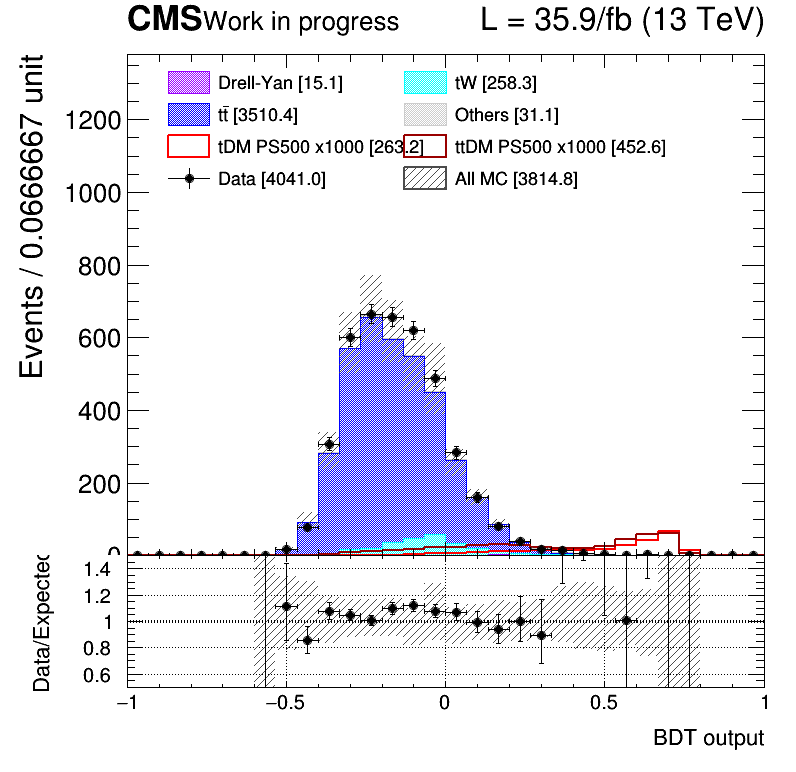 CMS Work in progress L = 35.9/fb (13 TeV)
Drell-Yan [15.1] tW [258.3]
tt̄ [3510.4] Others [31.1]
tDM PS500 x1000 [263.2] ttDM PS500 x1000 [452.6]
Data [4041.0] All MC [3814.8]
Events / 0.0666667 unit
1200
1000
800
600
400
200
0
Data/Expected
1.4
1.2
1
0.8
0.6
−1 −0.5 0 0.5 1
BDT output